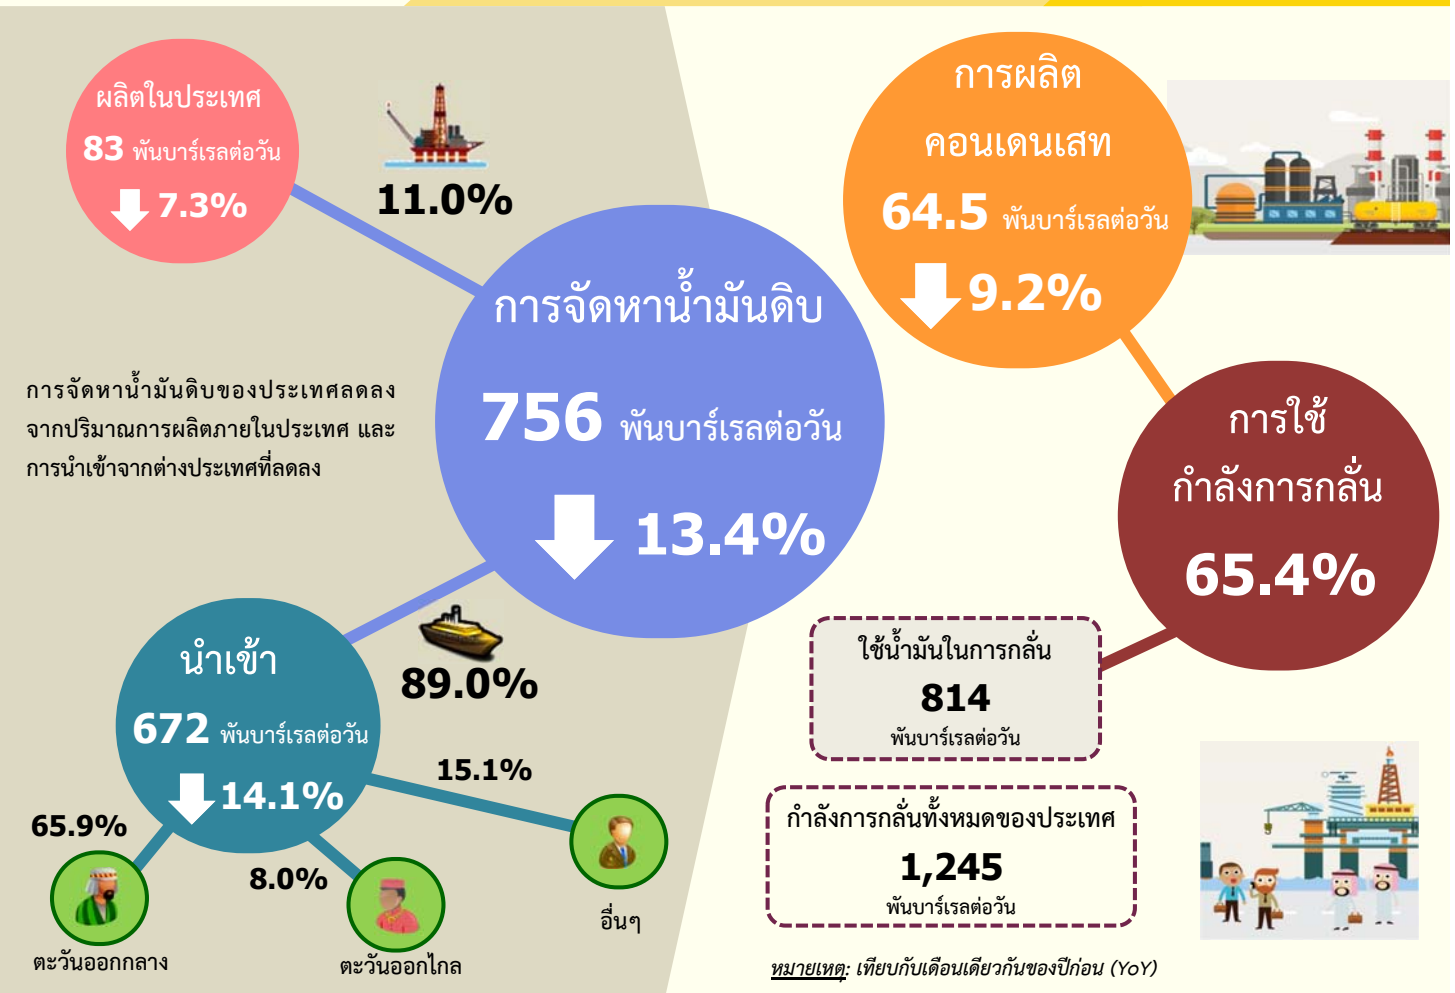 ผลิตในประเทศ
83 พันบาร์เรลต่อวัน
7.3%
11.0%
การจัดหาน้ำมันดิบ
756 พันบาร์เรลต่อวัน
13.4%
การจัดหาน้ำมันดิบของประเทศลดลง
จากปริมาณการผลิตภายในประเทศ และ
การนำเข้าจากต่างประเทศที่ลดลง
89.0%
นำเข้า
672 พันบาร์เรลต่อวัน
14.1%
65.9%
ตะวันออกกลาง
8.0%
ตะวันออกไกล
15.1%
อื่นๆ
การผลิต
คอนเดนเสท
64.5 พันบาร์เรลต่อวัน
9.2%
การใช้
กำลังการกลั่น
65.4%
ใช้น้ำมันในการกลั่น
814
พันบาร์เรลต่อวัน
กำลังการกลั่นทั้งหมดของประเทศ
1,245
พันบาร์เรลต่อวัน
หมายเหตุ: เทียบกับเดือนเดียวกันของปีก่อน (YoY)